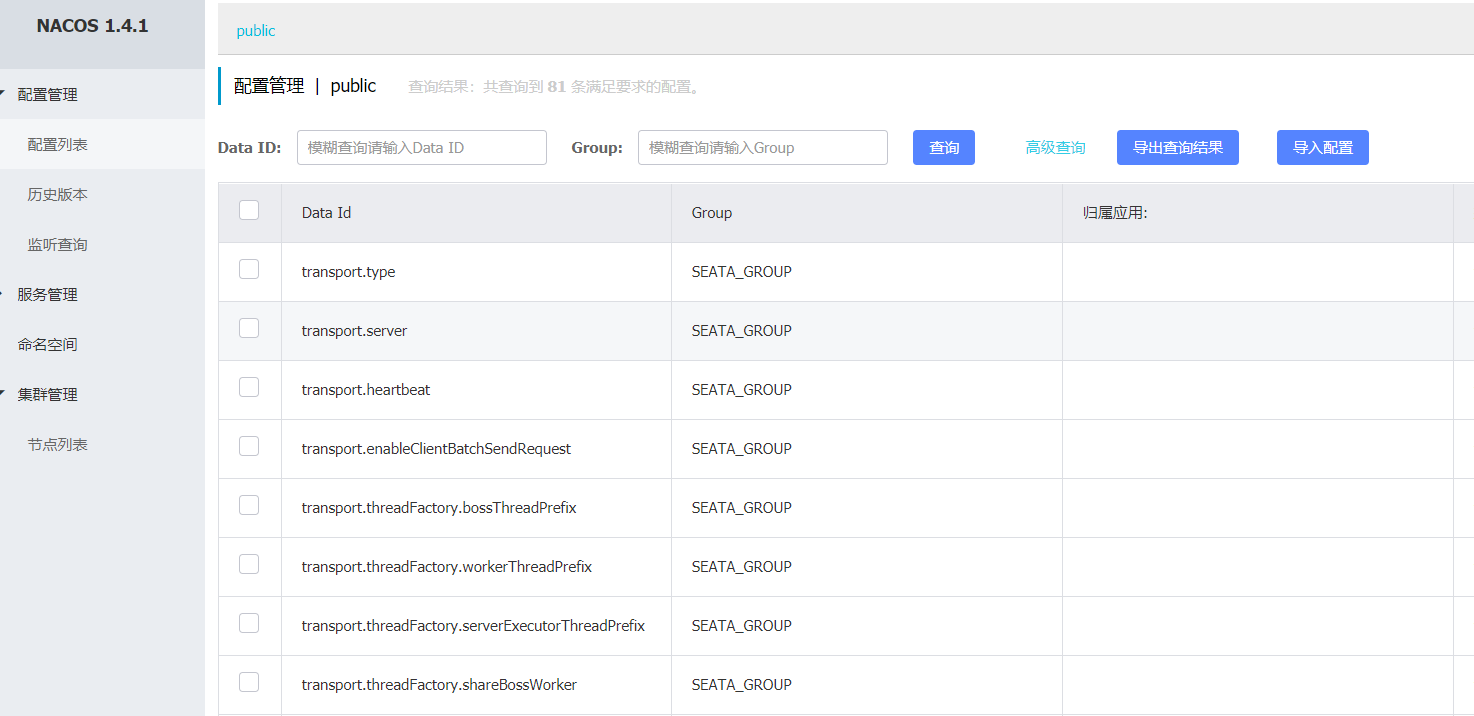 NACOS 1.4.1
配置管理
配置列表
历史版本
监听查询
服务管理
命名空间
集群管理
节点列表
public
配置管理 | public 查询结果：共查询到 81 条满足要求的配置。
Data ID: 模糊查询请输入Data ID Group: 模糊查询请输入Group 查询 高级查询 导出查询结果 导入配置
Data Id Group 归属应用:
transport.type SEATA_GROUP
transport.server SEATA_GROUP
transport.heartbeat SEATA_GROUP
transport.enableClientBatchSendRequest SEATA_GROUP
transport.threadFactory.bossThreadPrefix SEATA_GROUP
transport.threadFactory.workerThreadPrefix SEATA_GROUP
transport.threadFactory.serverExecutorThreadPrefix SEATA_GROUP
transport.threadFactory.shareBossWorker SEATA_GROUP